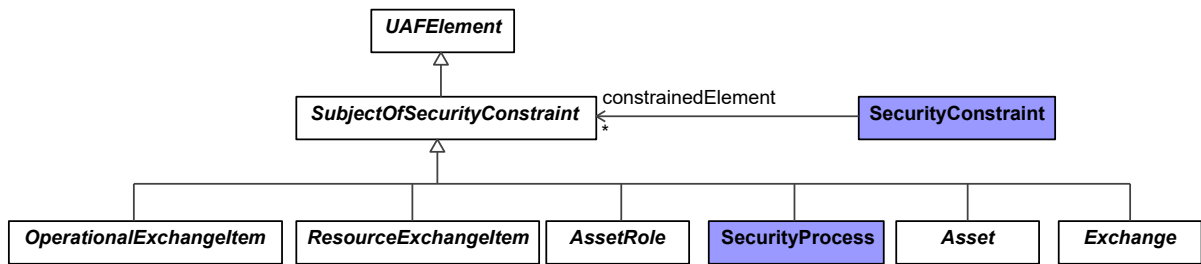 UAFElement
constrainedElement
SubjectOfSecurityConstraint
SecurityConstraint
*
OperationalExchangeItem
ResourceExchangeItem
AssetRole
SecurityProcess
Asset
Exchange